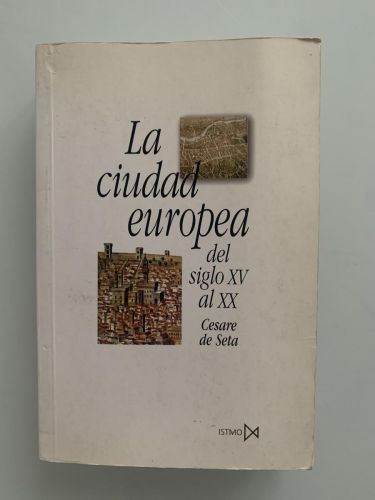 La
ciudad
europea
del
siglo XV
al XX
Cesare
de Seta
ISTMO